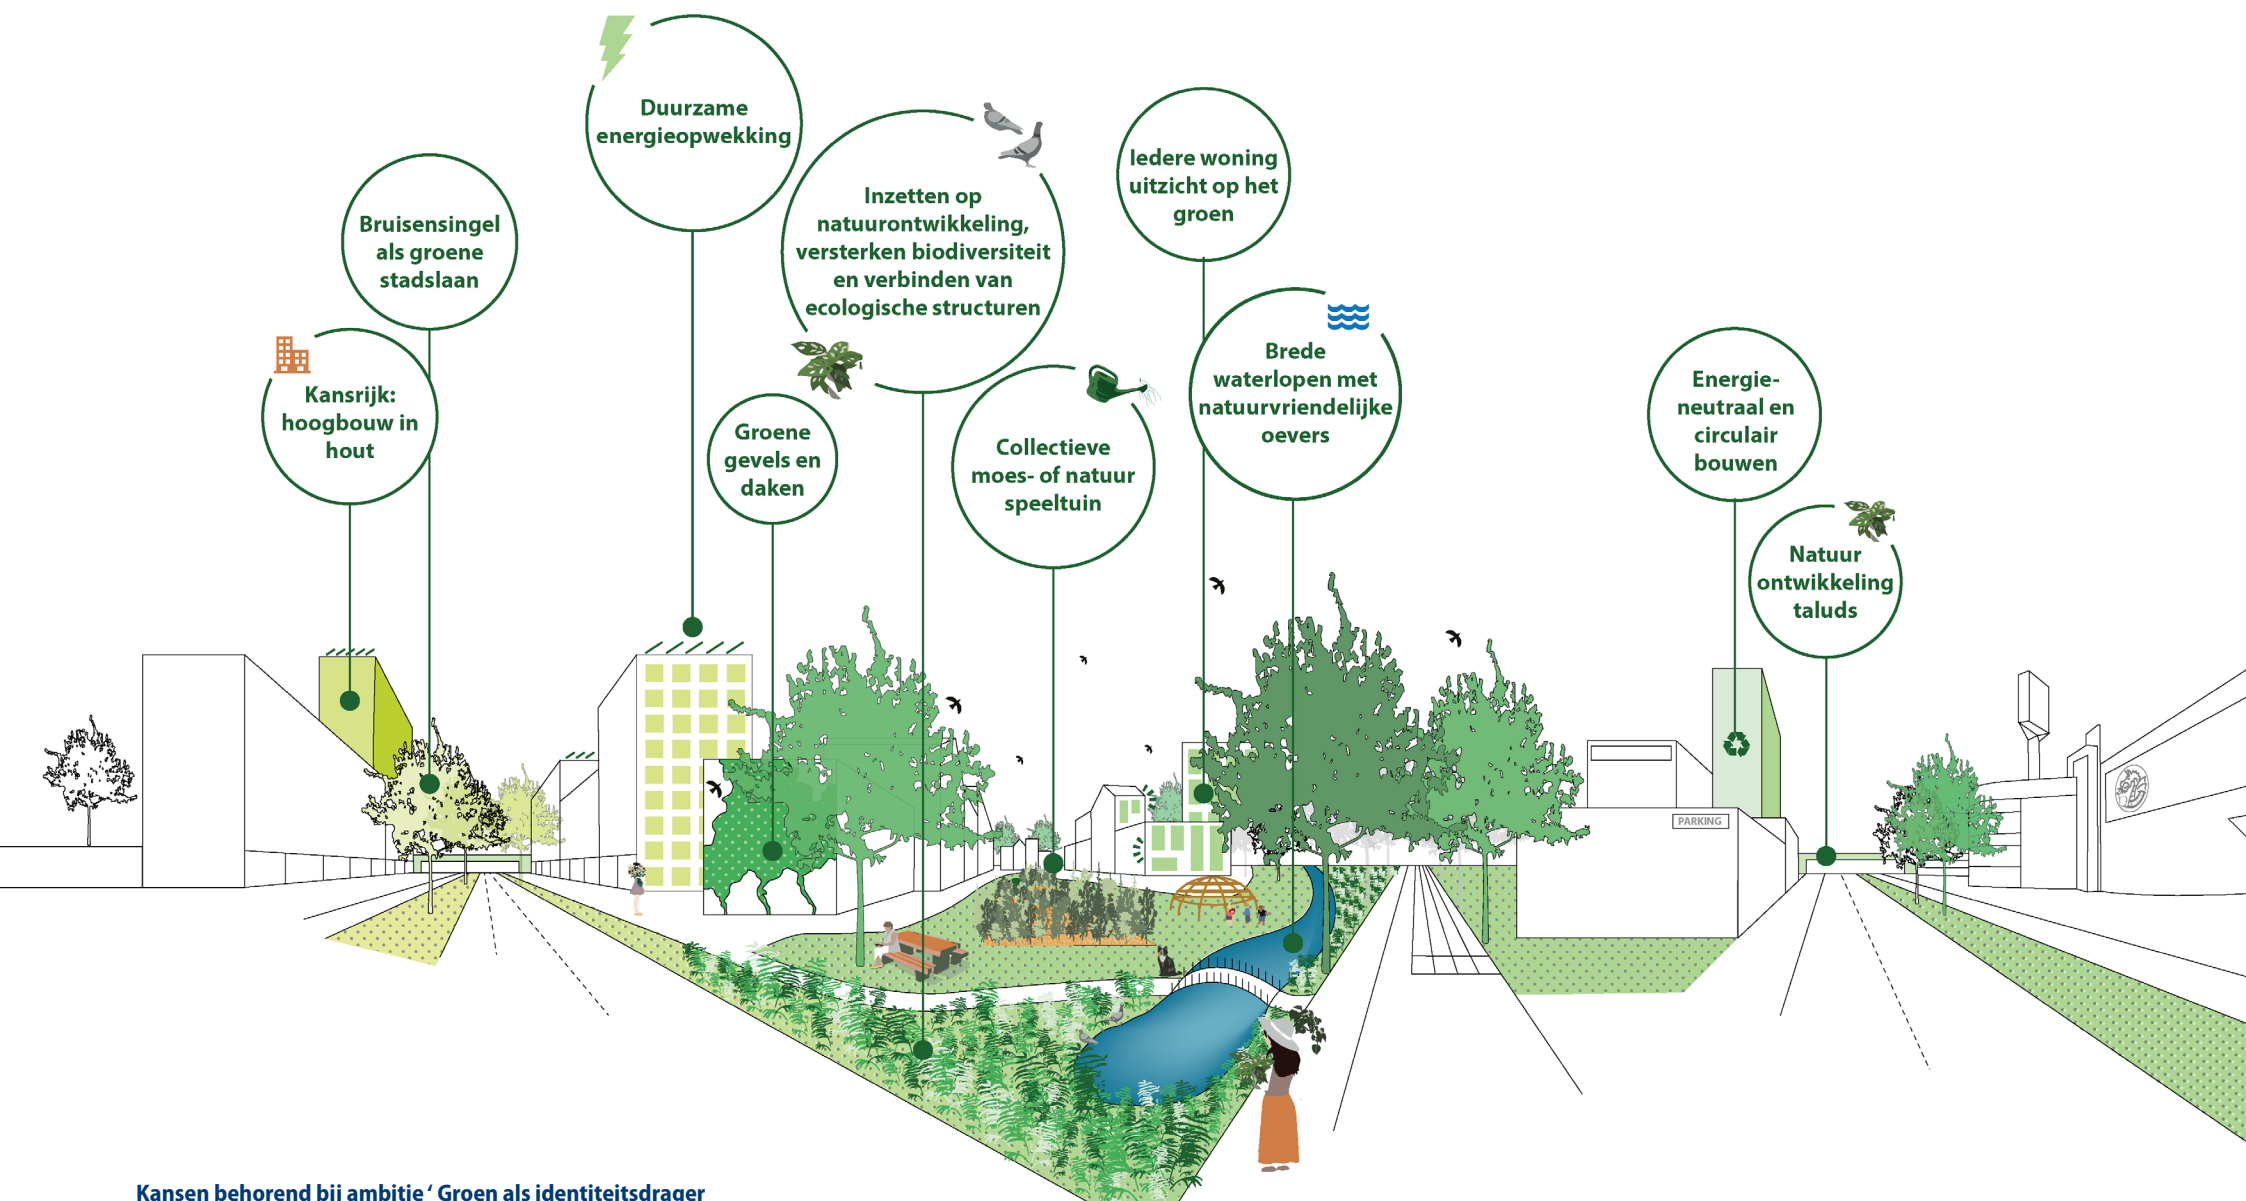 Duurzame
energieopwekking
Bruisensingel
als groene
stadslaan
Inzetten op
natuurontwikkeling,
versterken biodiversiteit
en verbinden van
ecologische structuren
Iedere woning
uitzicht op het
groen
Kansrijk:
hoogbouw in
hout
Groene
gevels en
daken
Collectieve
moes- of natuur
speeltuin
Brede
waterlopen met
natuurvriendelijke
oevers
Energie-
neutraal en
circulair
bouwen
Natuur
ontwikkeling
taluds
PARKING
Kansen behorend bij ambitie ‘ Groen als identiteitsdrager